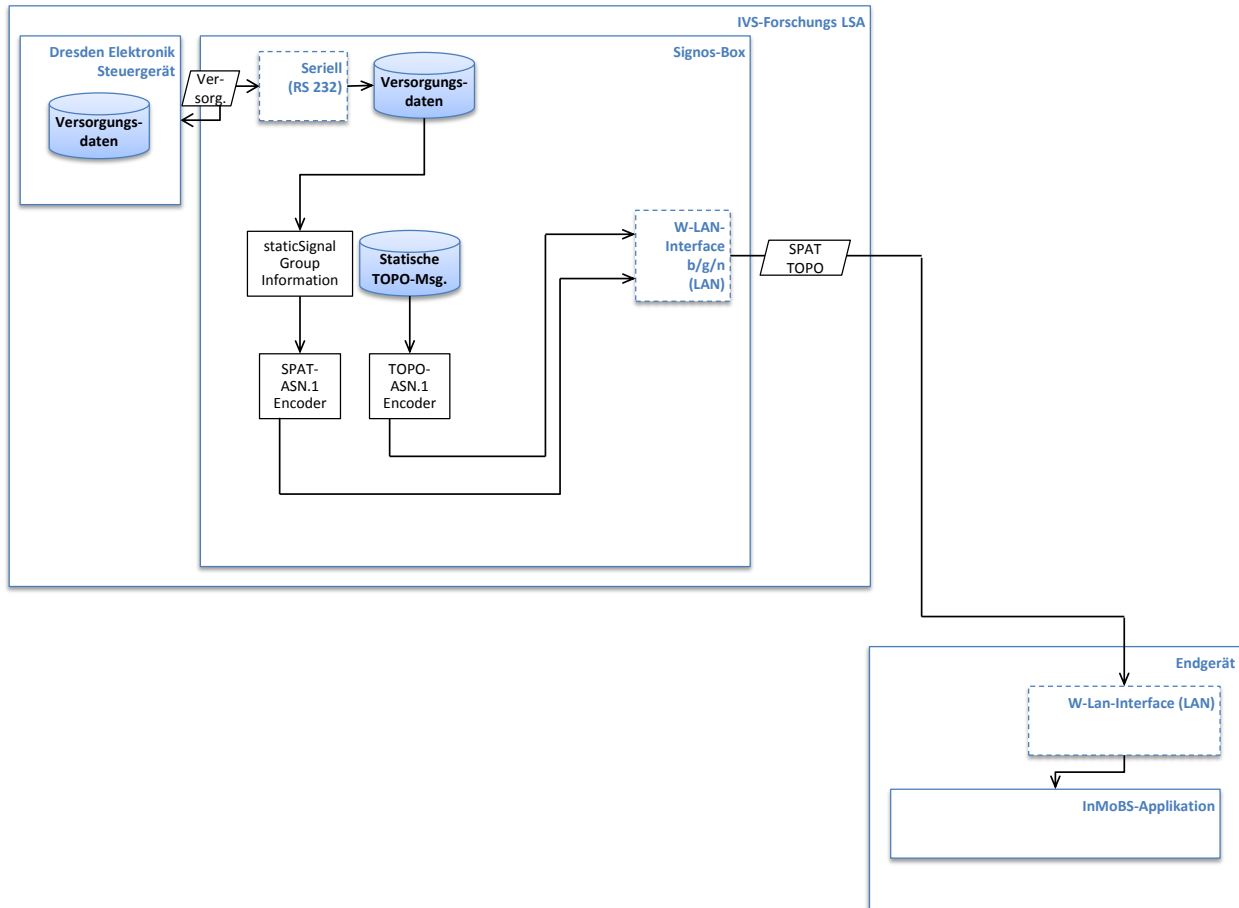 IVS-Forschungs LSA
Dresden Elektronik
Steuergerät
Versorgungs-
daten
Ver-
sorg.
Signos-Box
Seriell
(RS 232)
Versorgungs-
daten
staticSignal
Group
Information
Statische
TOPO-Msg.
SPAT-
ASN.1
Encoder
TOPO-
ASN.1
Encoder
W-LAN-
Interface
b/g/n
(LAN)
SPAT
TOPO
Endgerät
W-Lan-Interface (LAN)
InMoBS-Applikation